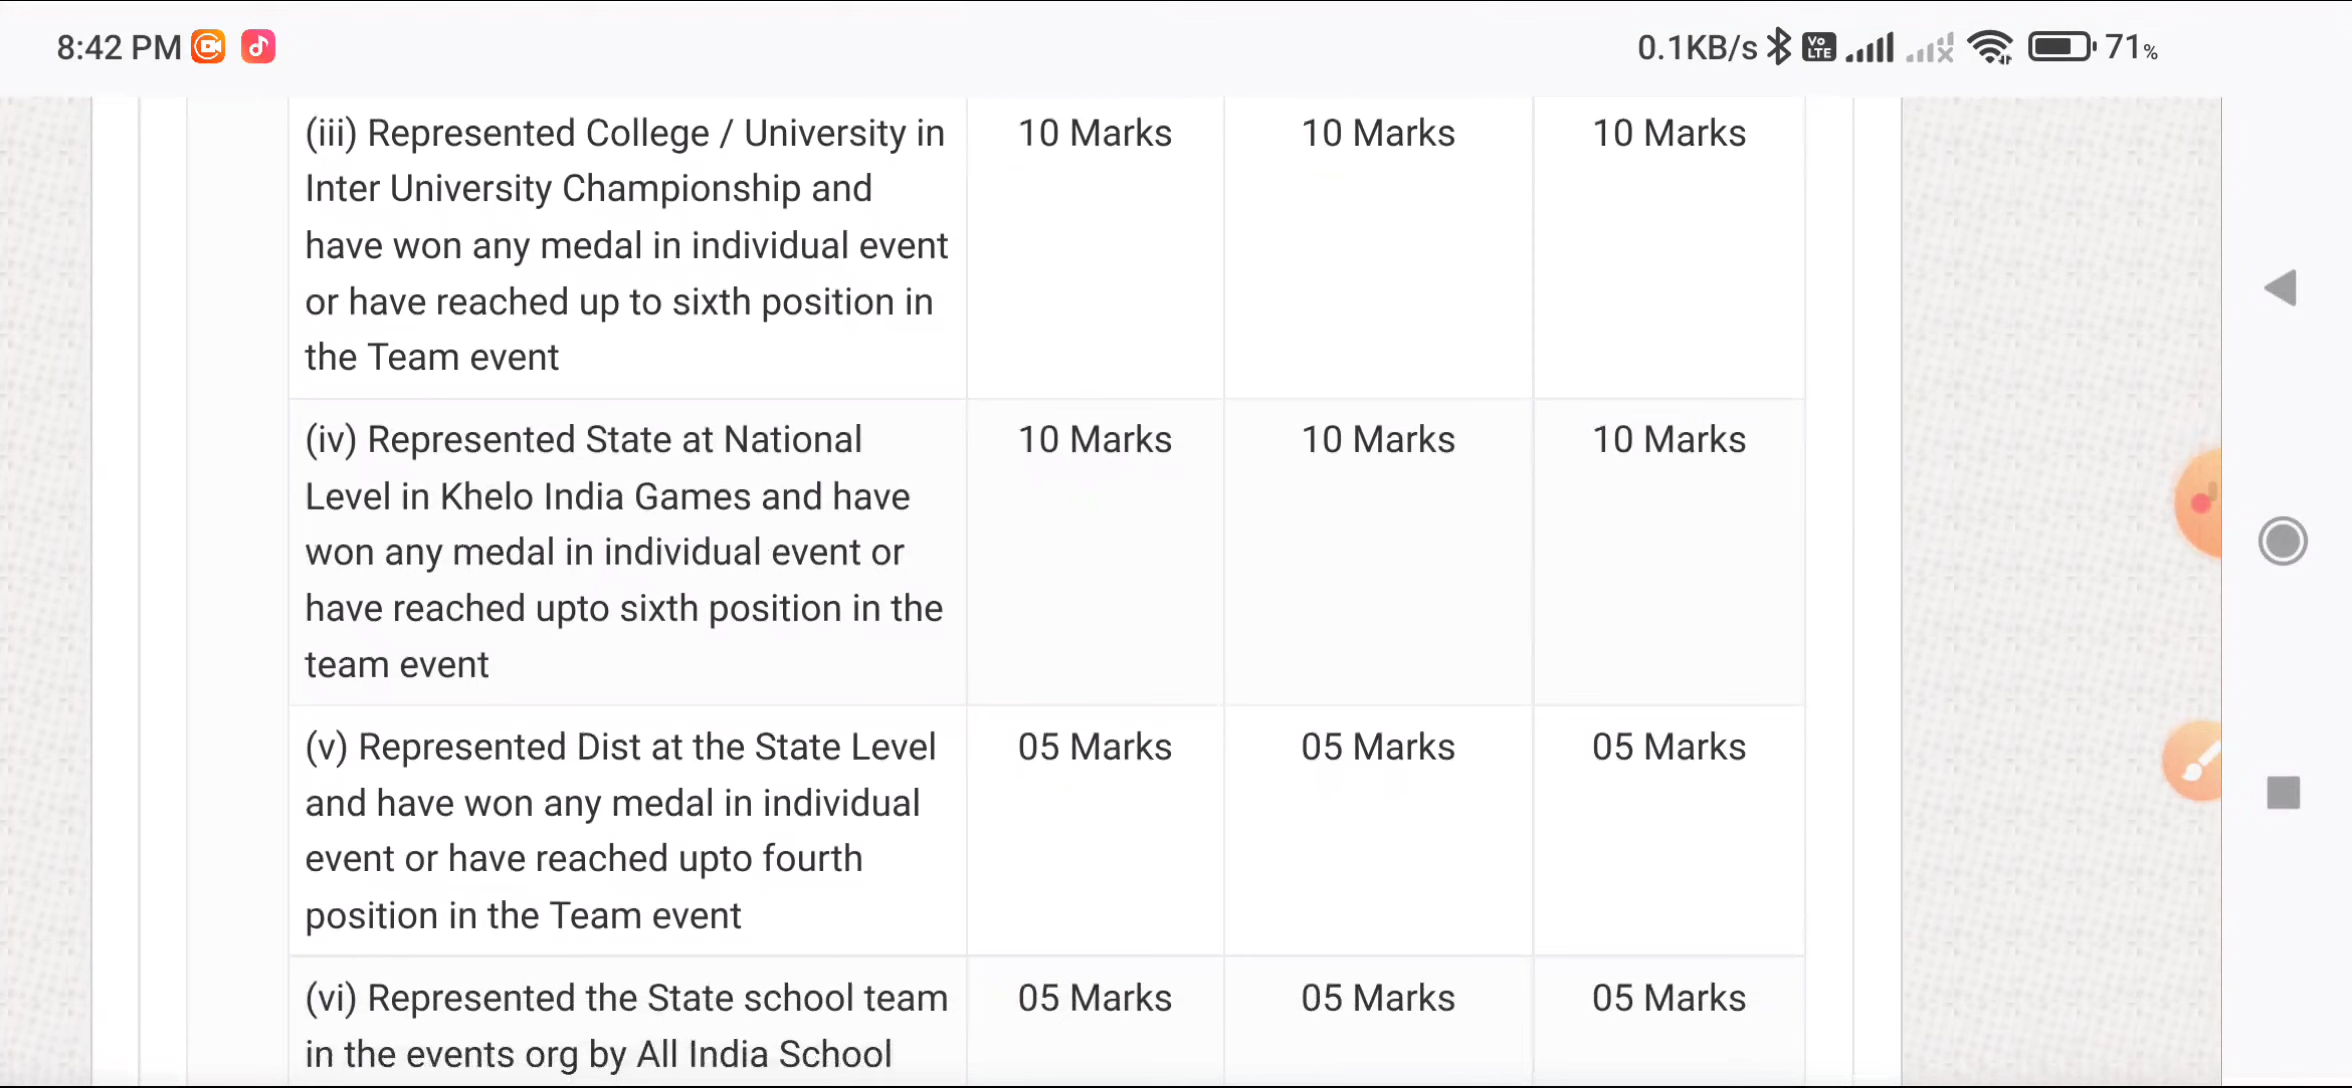 8:42 PM 0.1KB/s Vo LTE 71%
(iii) Represented College / University in 10 Marks 10 Marks 10 Marks
Inter University Championship and
have won any medal in individual event
or have reached up to sixth position in
the Team event
(iv) Represented State at National 10 Marks 10 Marks 10 Marks
Level in Khelo India Games and have
won any medal in individual event or
have reached upto sixth position in the
team event
(v) Represented Dist at the State Level 05 Marks 05 Marks 05 Marks
and have won any medal in individual
event or have reached upto fourth
position in the Team event
(vi) Represented the State school team 05 Marks 05 Marks 05 Marks
in the events org by All India School